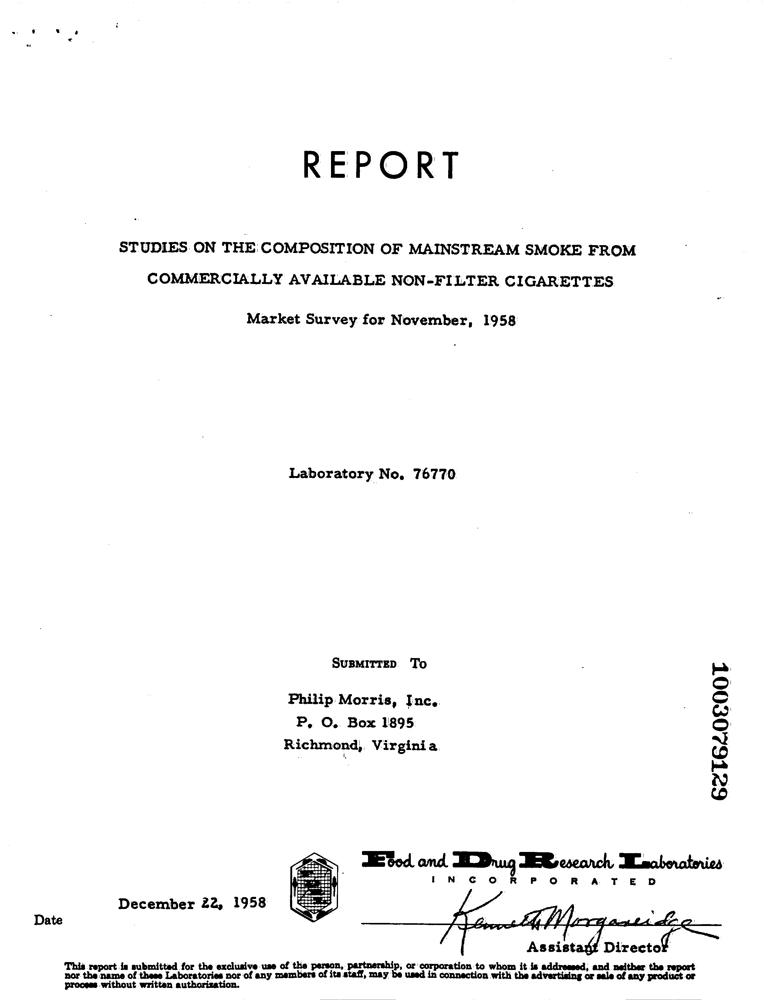 REPORT
STUDIES ON THE COMPOSITION OF MAINSTREAM SMOKE FROM
COMMERCIALLY AVAILABLE NON-FILTER CIGARETTES
Market Survey for November, 1958
Laboratory No. 76770
SUBMITTED TO
Philip Morris, Inc.
P. O. Box 1895
Richmond, Virginia
1003079129
Food and Drug Research Laboratories
INCORPORATED
December 22, 1958
Date
Kenneth Morgareidge
Assistant Director
This report is submitted for the exclusive use of the person, partnership, or corporation to whom it is addressed, and neither the report
nor the name of these Laboratories nor of any members of its staff, may be used in connection with the advertising or sale of any product or
process without written authorization.